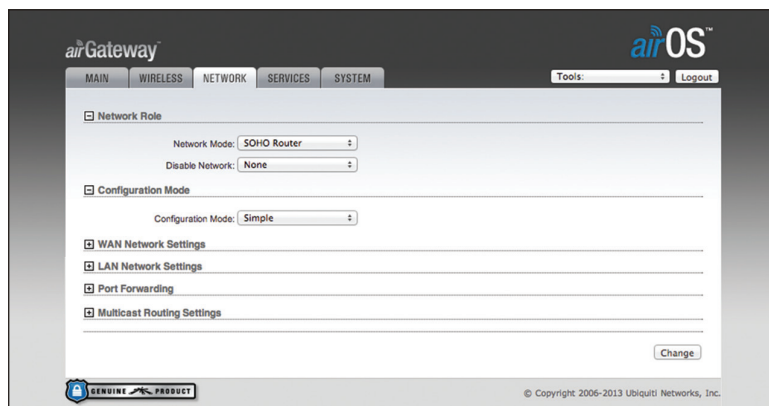 airGateway™
airOS™
MAIN WIRELESS NETWORK SERVICES SYSTEM Tools: Logout
Network Role
Network Mode: SOHO Router
Disable Network: None
Configuration Mode
Configuration Mode: Simple
WAN Network Settings
LAN Network Settings
Port Forwarding
Multicast Routing Settings
Change
GENUINE PRODUCT
© Copyright 2006-2013 Ubiquiti Networks, Inc.